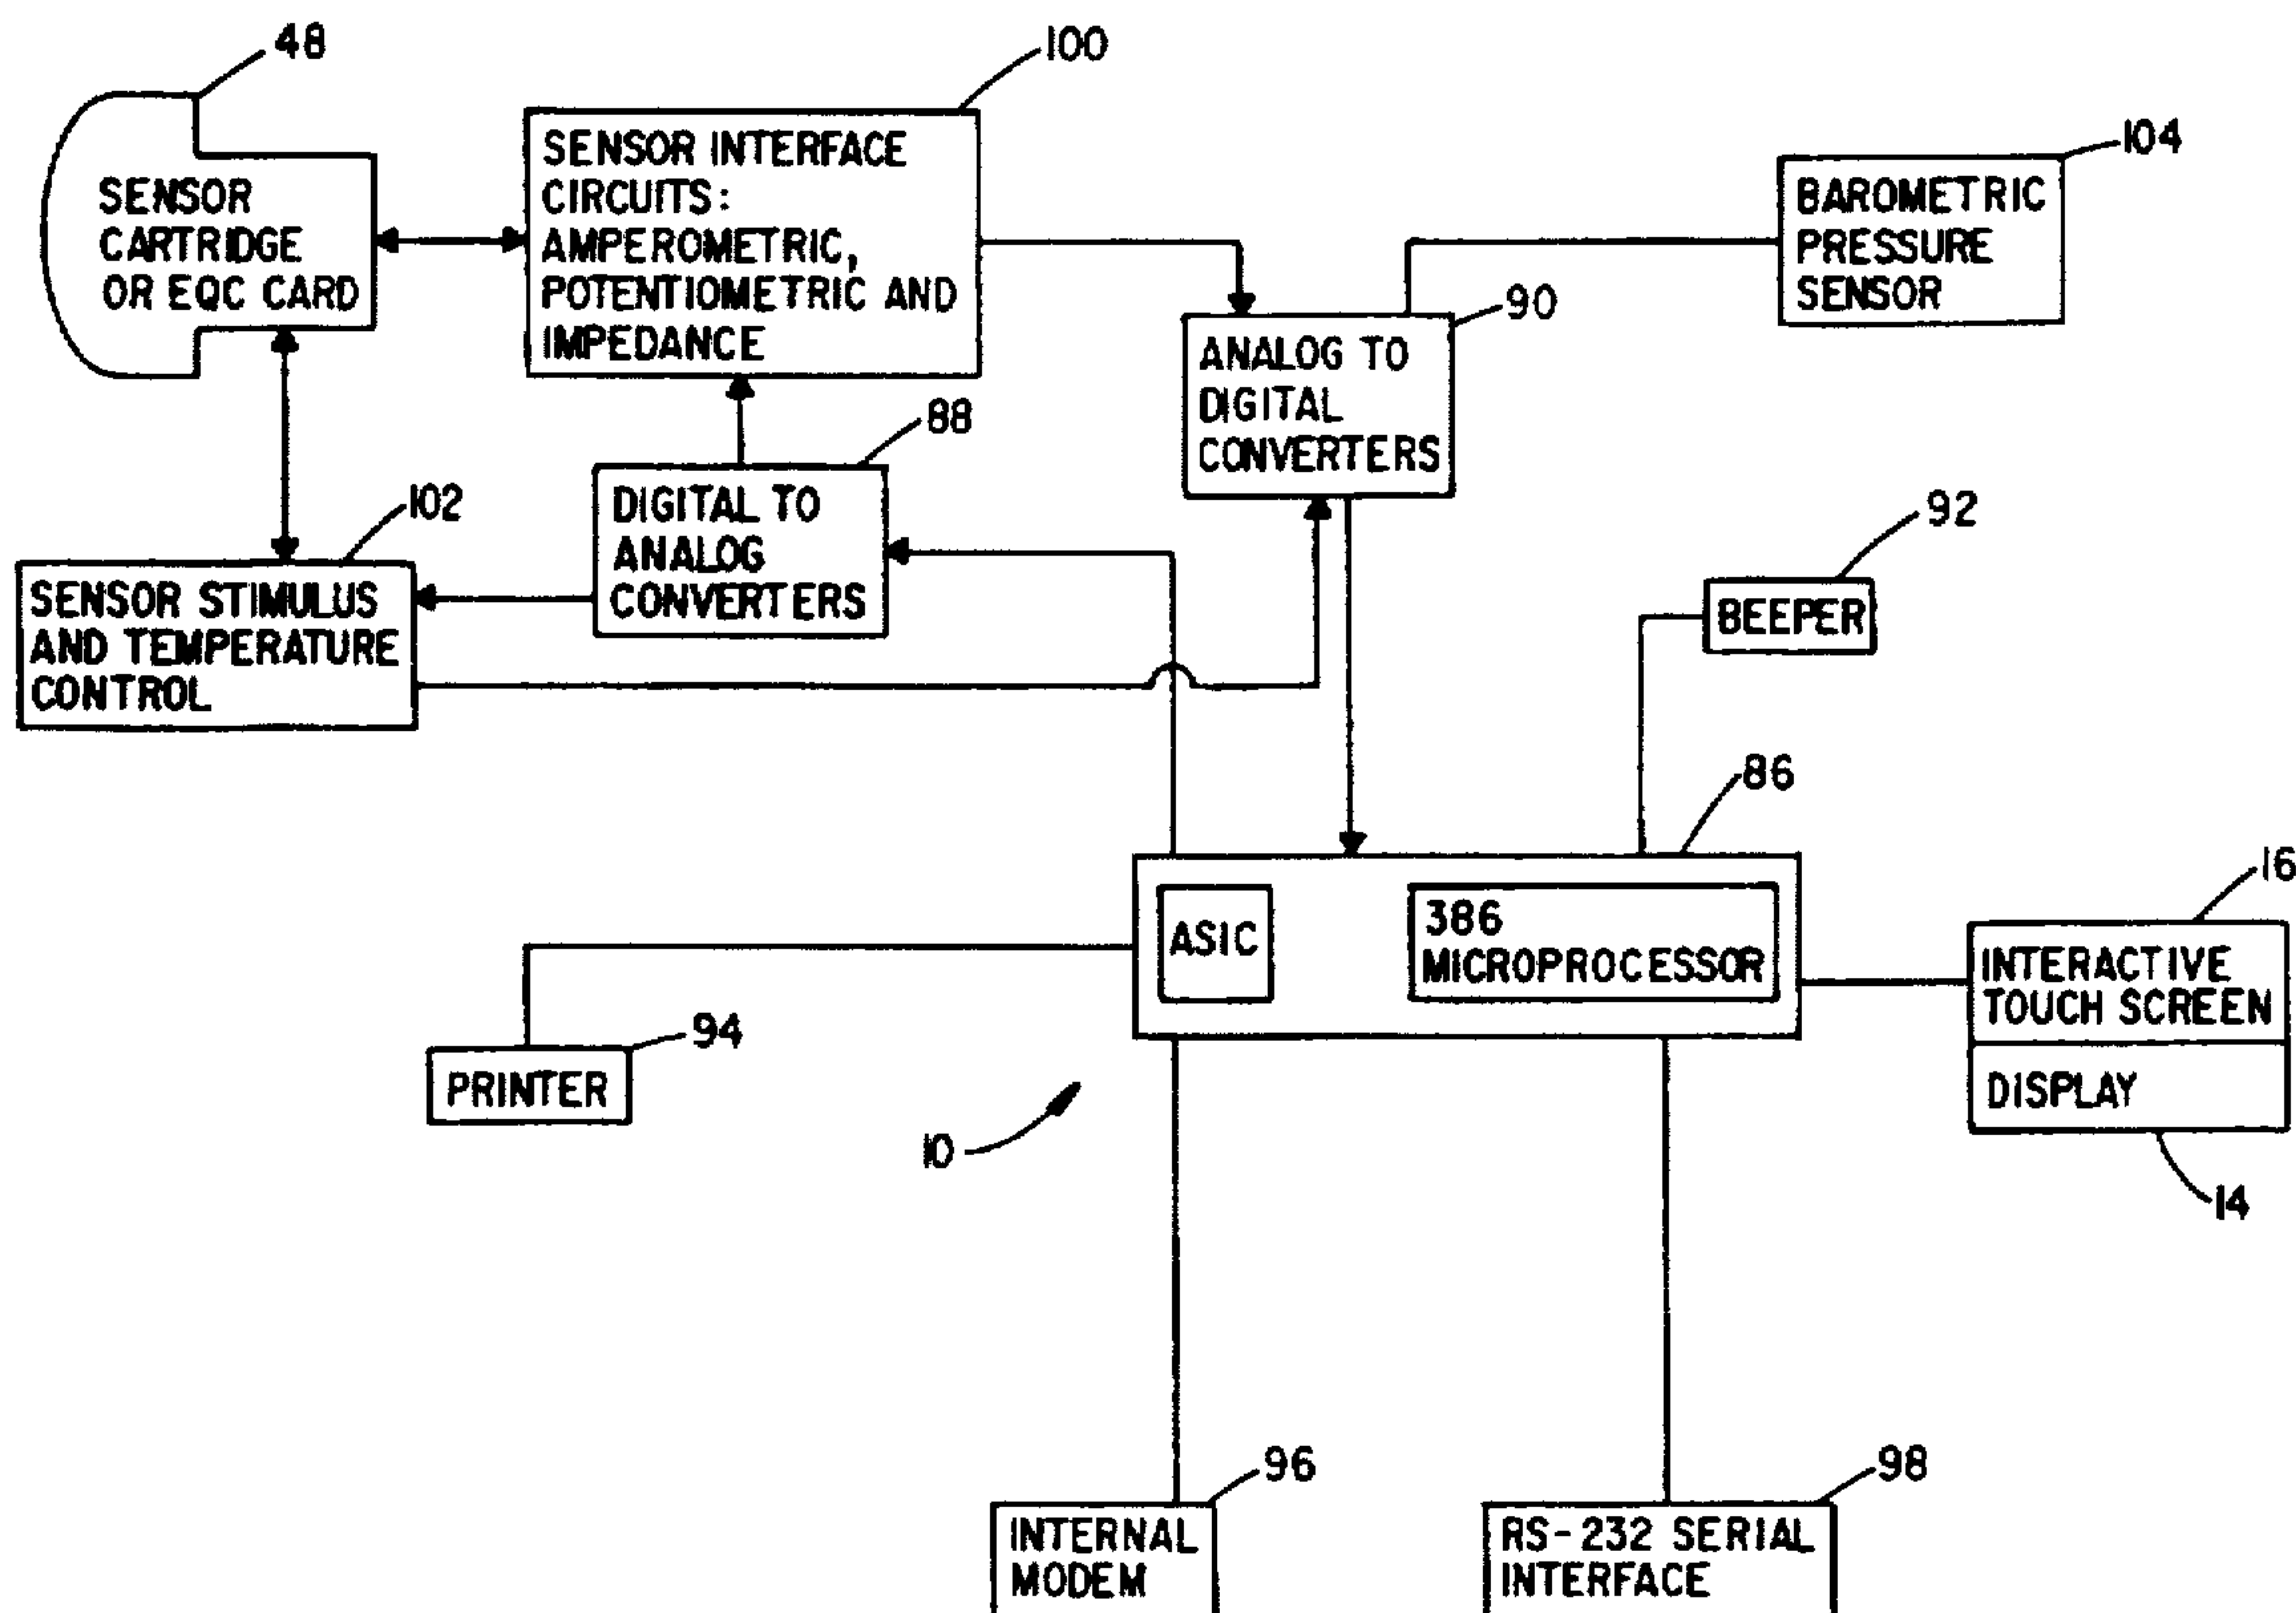 48
100
SENSOR
CARTRIDGE
OR EQC CARD
SENSOR INTERFACE
CIRCUITS:
AMPEROMETRIC,
POTENTIOMETRIC AND
IMPEDANCE
104
BAROMETRIC
PRESSURE
SENSOR
90
ANALOG TO
DIGITAL
CONVERTERS
88
DIGITAL TO
ANALOG
CONVERTERS
102
SENSOR STIMULUS
AND TEMPERATURE
CONTROL
92
BEEPER
86
ASIC
386
MICROPROCESSOR
16
INTERACTIVE
TOUCH SCREEN
DISPLAY
14
94
PRINTER
10
96
INTERNAL
MODEM
98
RS-232 SERIAL
INTERFACE